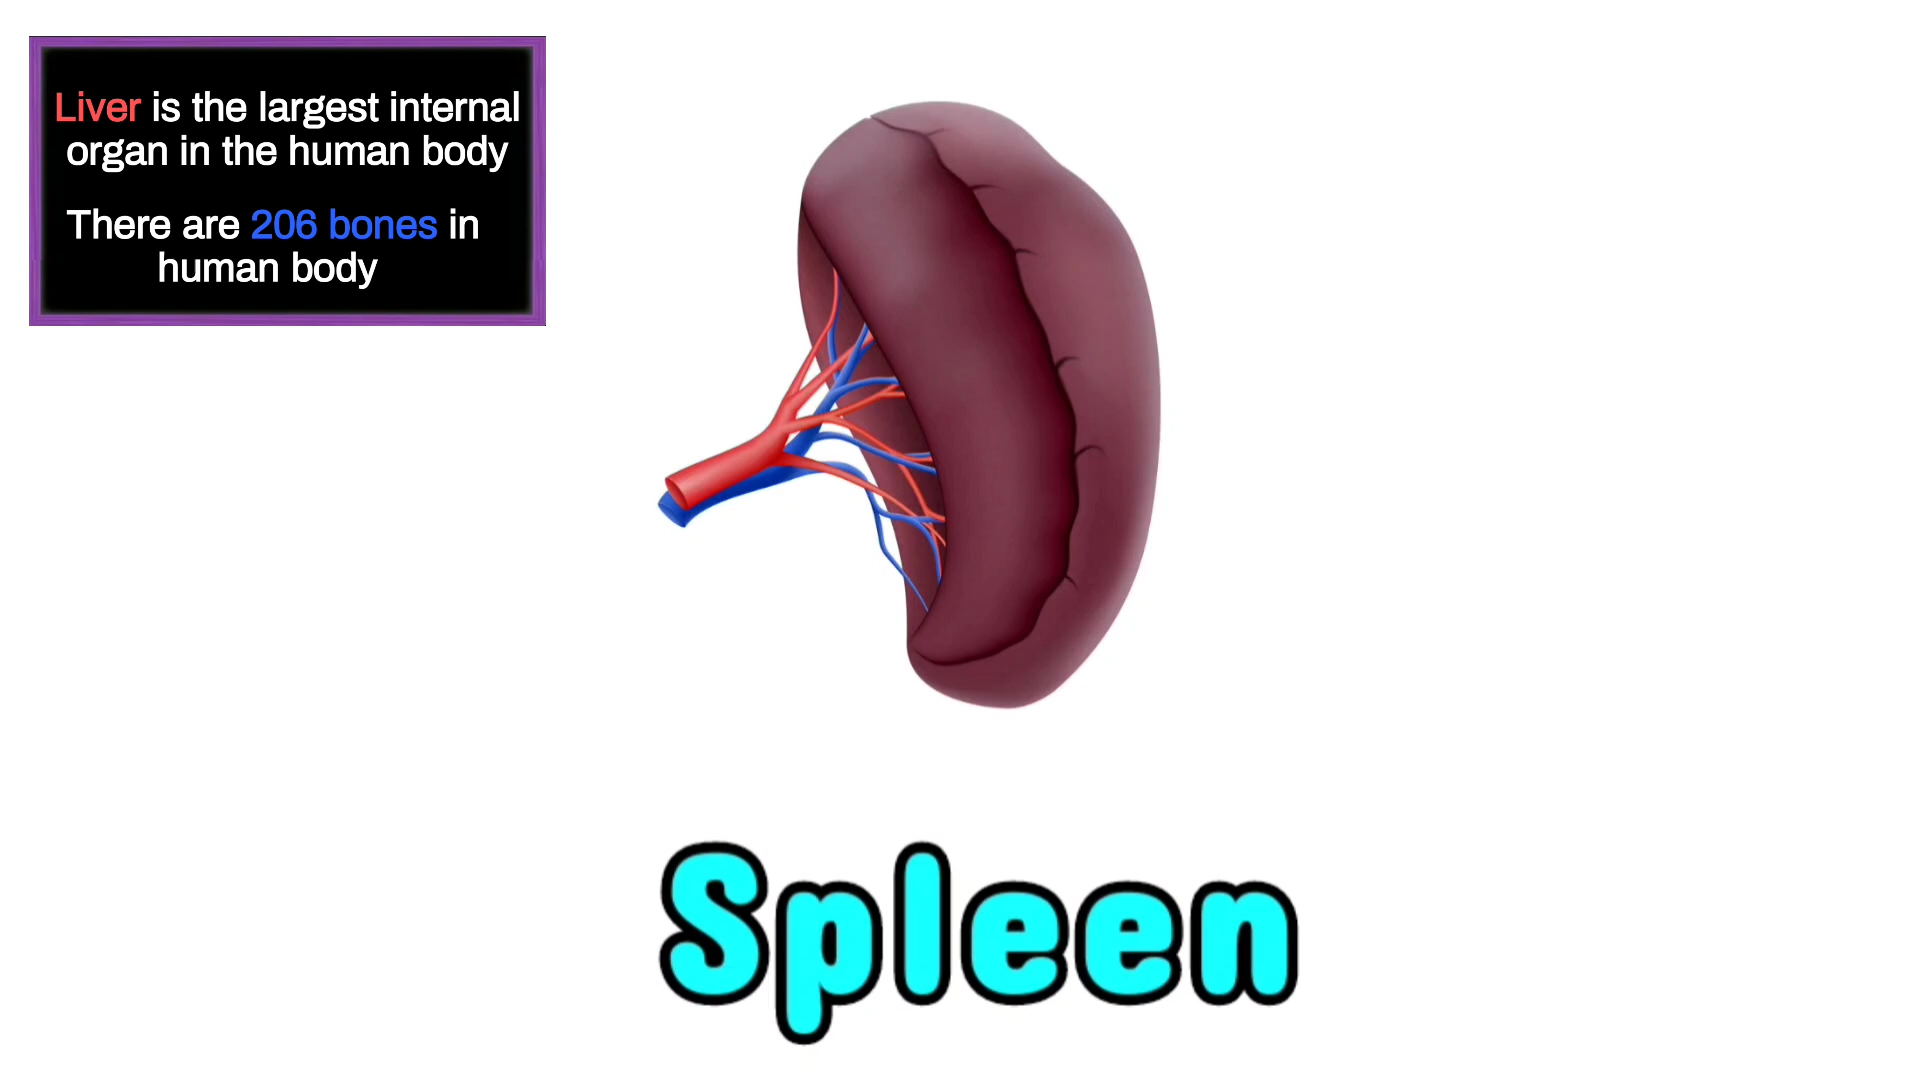 Liver is the largest internal
organ in the human body
There are 206 bones in
human body
Spleen